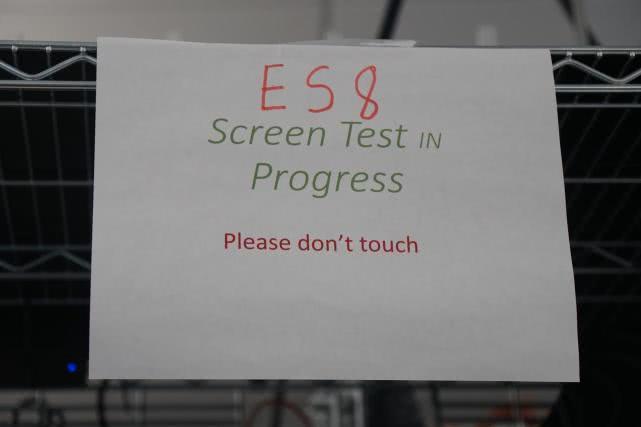 ES8
Screen Test IN
Progress
Please don't touch